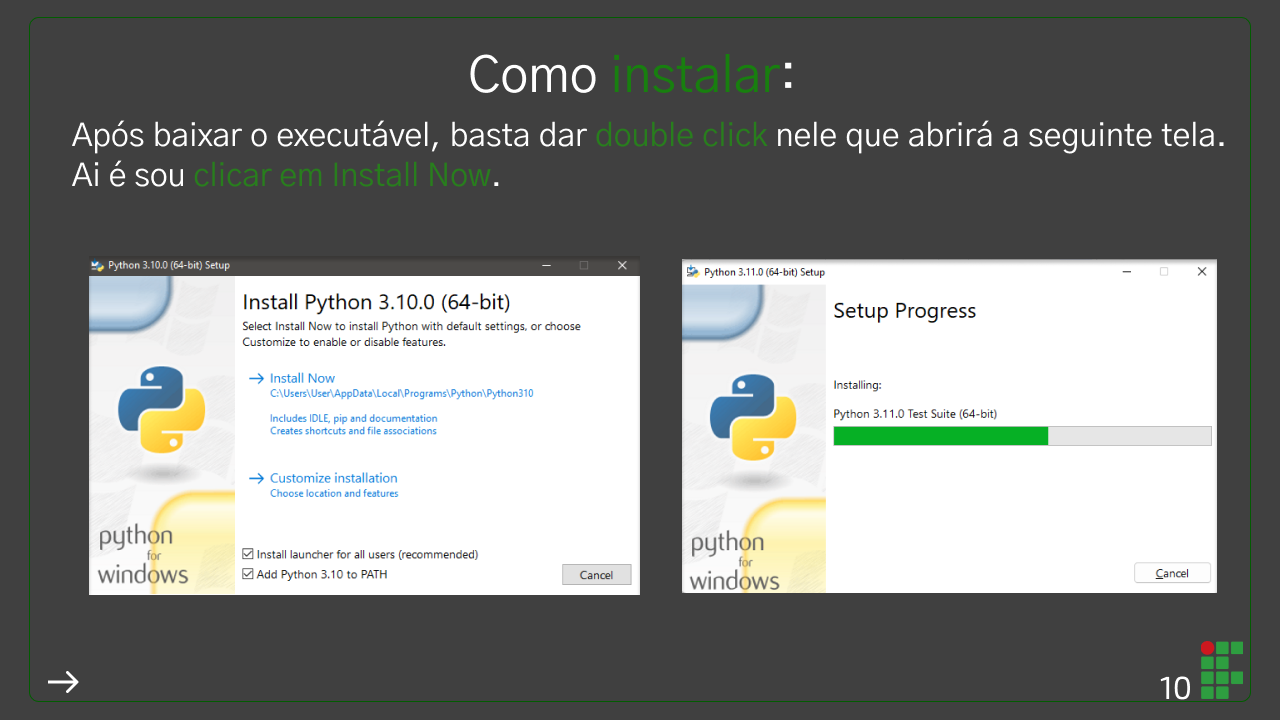 Como instalar:
Após baixar o executável, basta dar double click nele que abrirá a seguinte tela.
Ai é sou clicar em Install Now.
Python 3.10.0 (64-bit) Setup
Install Python 3.10.0 (64-bit)
Select Install Now to install Python with default settings, or choose
Customize to enable or disable features.
Install Now
C:\Users\User\AppData\Local\Programs\Python\Python310
Includes IDLE, pip and documentation
Creates shortcuts and file associations
Customize installation
Choose location and features
Install launcher for all users (recommended)
Add Python 3.10 to PATH
Cancel
python
for
windows
Python 3.11.0 (64-bit) Setup
Setup Progress
Installing:
Python 3.11.0 Test Suite (64-bit)
Cancel
python
for
windows
10